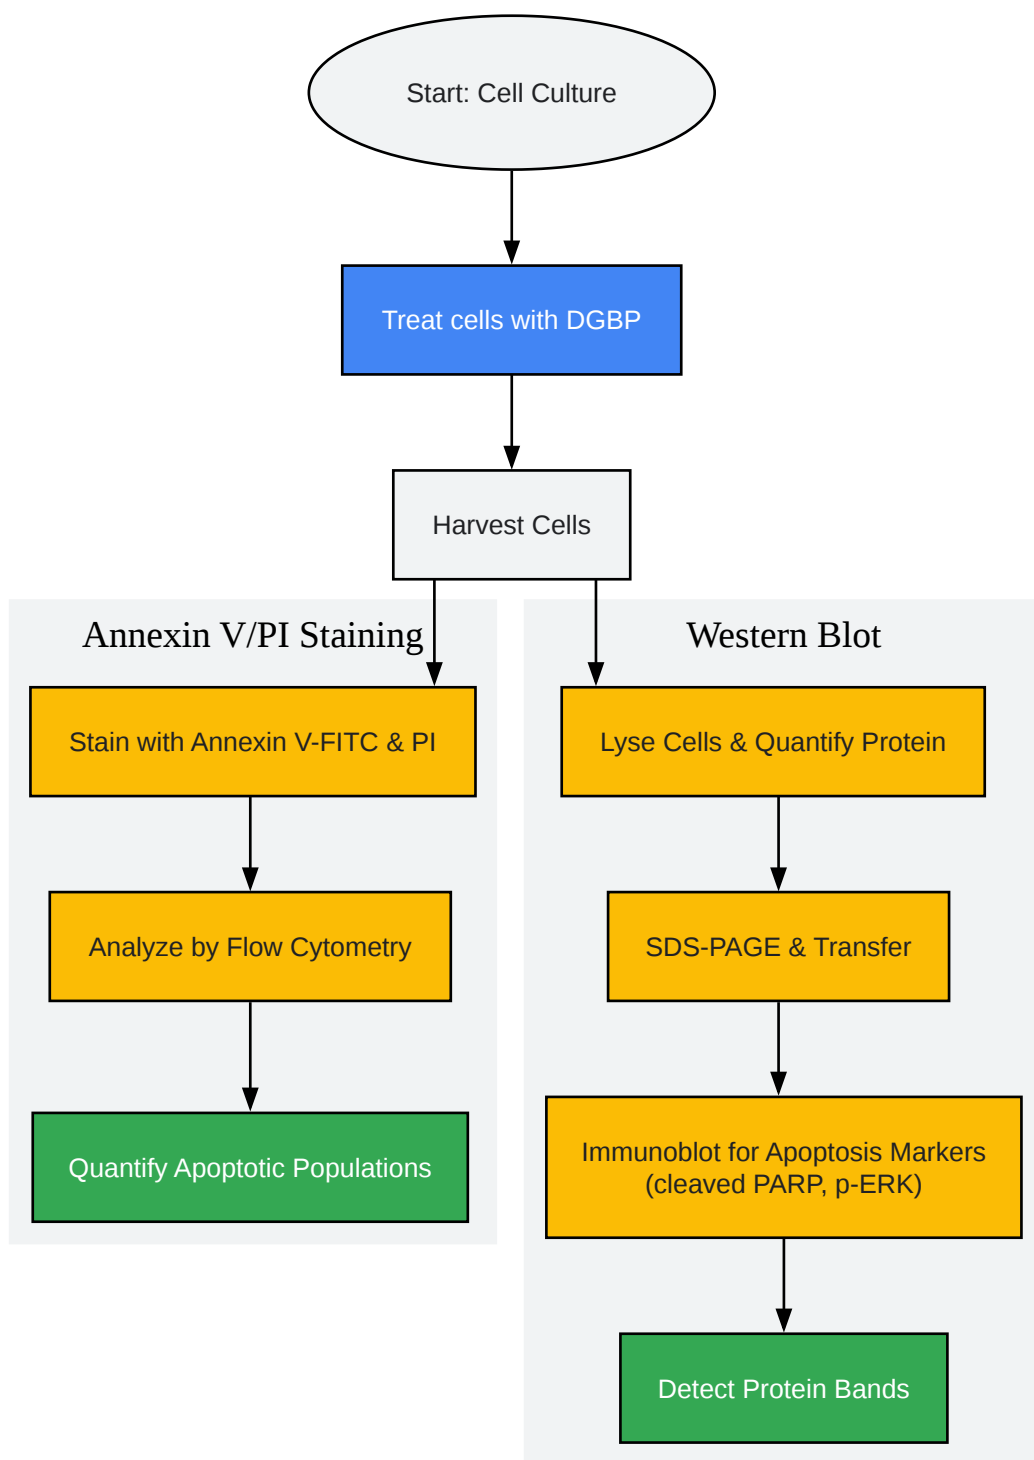 Start: Cell Culture
Treat cells with DGBP
Harvest Cells
Annexin V/PI Staining
Stain with Annexin V-FITC & PI
Analyze by Flow Cytometry
Quantify Apoptotic Populations
Western Blot
Lyse Cells & Quantify Protein
SDS-PAGE & Transfer
Immunoblot for Apoptosis Markers
(cleaved PARP, p-ERK)
Detect Protein Bands